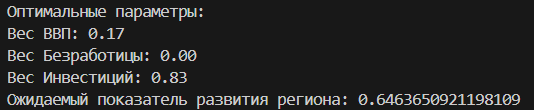 Оптимальные параметры:
Вес ВВП: 0.17
Вес Безработицы: 0.00
Вес Инвестиций: 0.83
Ожидаемый показатель развития региона: 0.6463650921198109